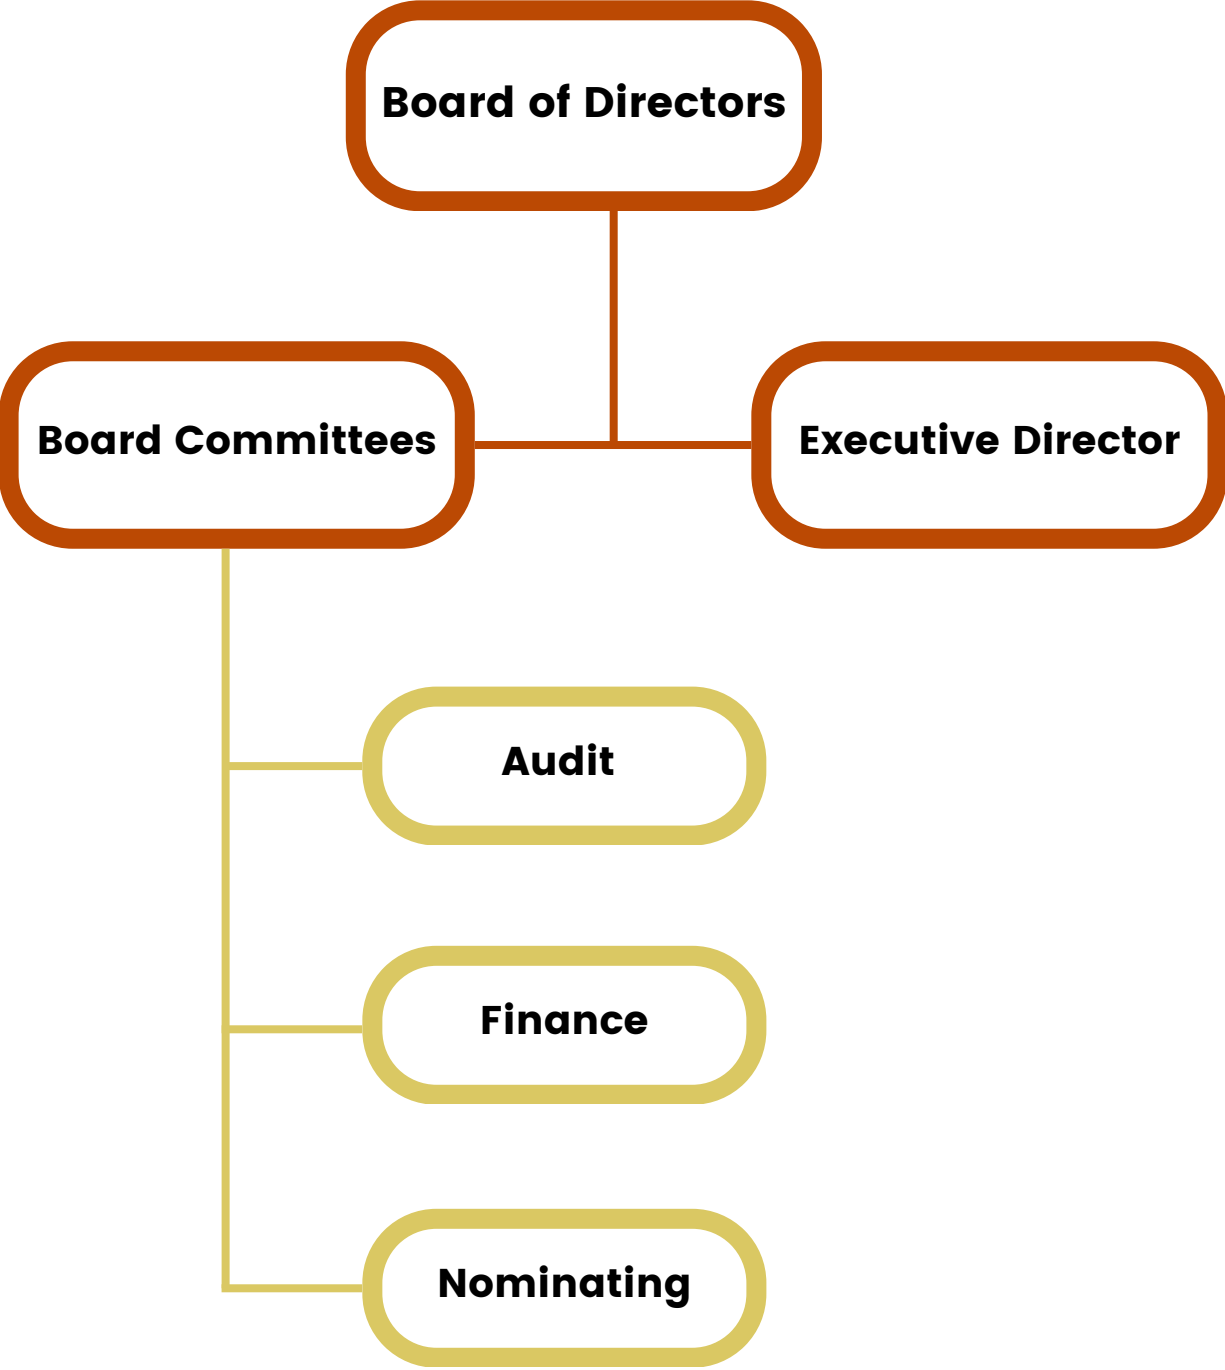 Board of Directors
Board Committees
Executive Director
Audit
Finance
Nominating